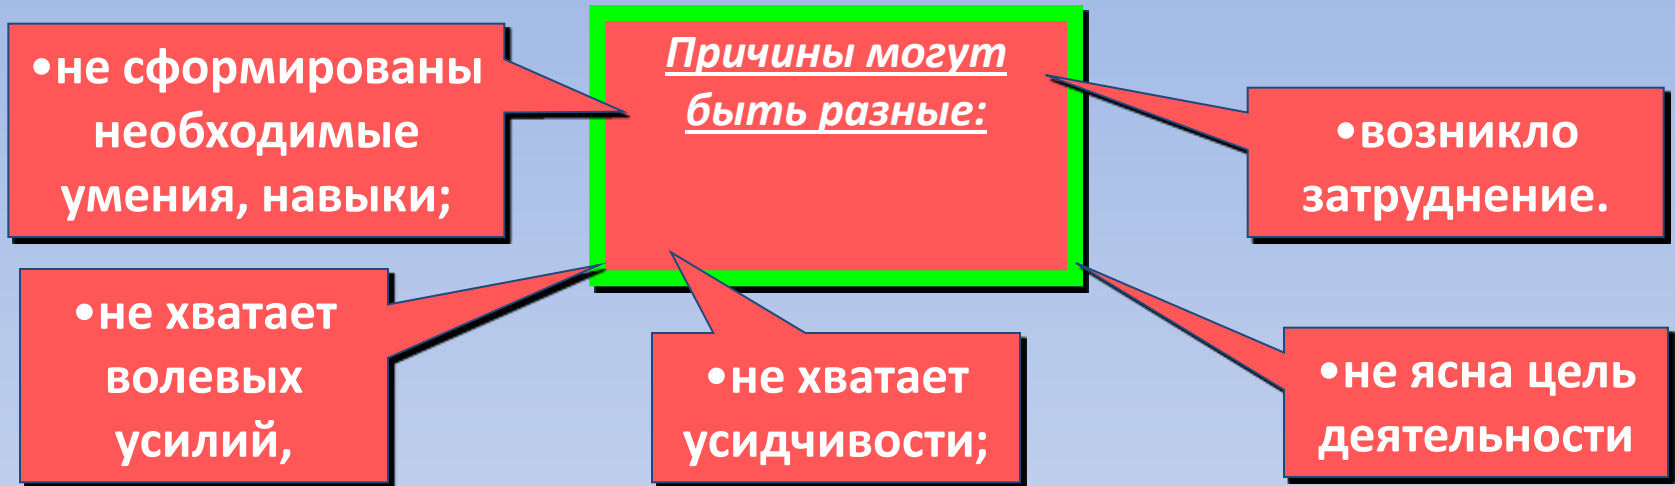 Причины могут
быть разные:
•не сформированы
необходимые
умения, навыки;
•возникло
затруднение.
•не хватает
волевых
усилий,
•не хватает
усидчивости;
•не ясна цель
деятельности